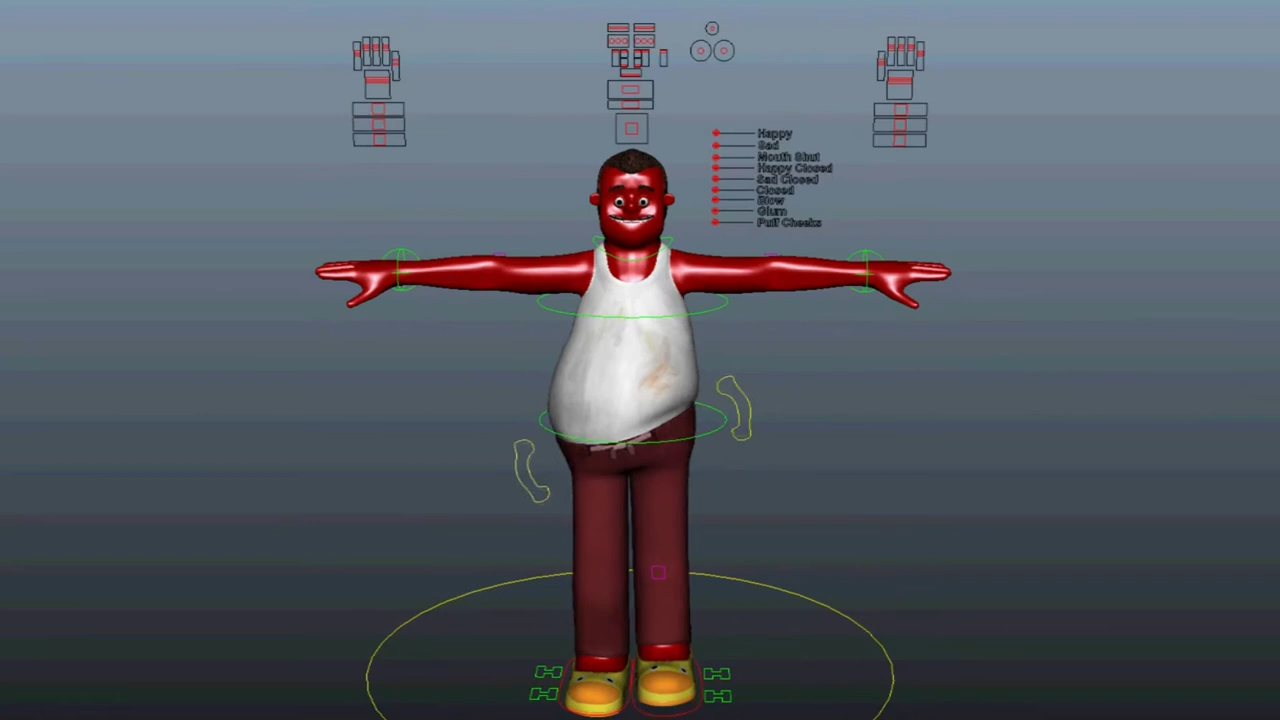 Happy
Sad
Mouth Shut
Happy Closed
Sad Closed
Closed
Blow
Glum
Puff Cheeks